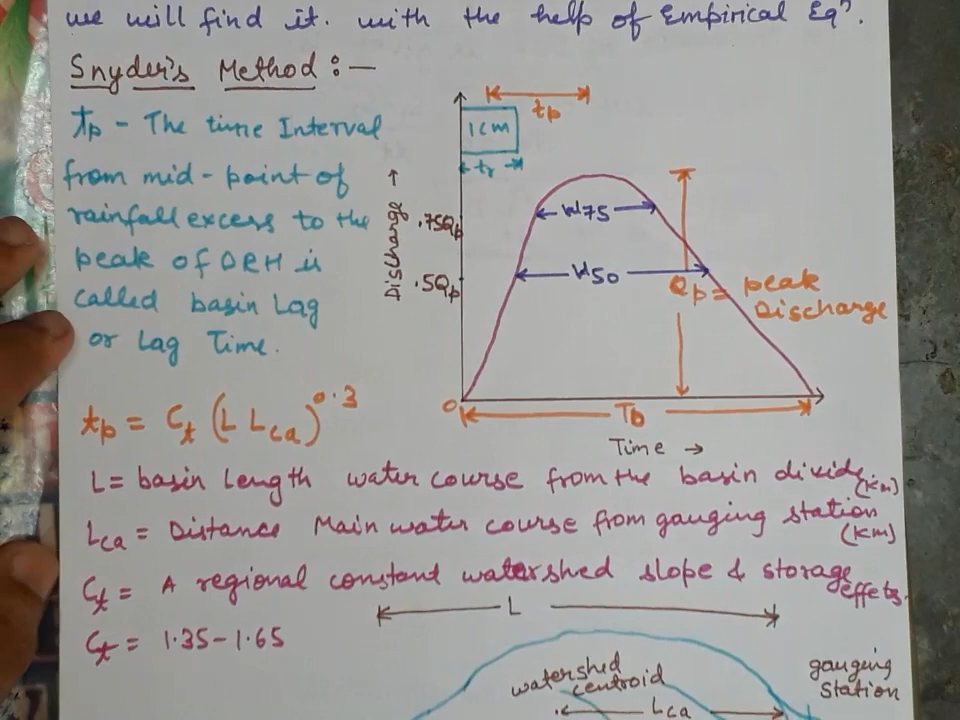 we will find it. with the help of Empirical Eqⁿ.
Snyder's Method :-
tp - The time Interval
from mid-point of
rainfall excess to the
peak of DRH is
called basin Lag
or Lag Time.
tp
1cm
tr
Discharge →
.75Qp
.5Qp
W75
W50
Qp = peak
Discharge
0
Tb
Time →
tp = Ct (L Lca)^0.3
L = basin Length water course from the basin divide (Km)
Lca = Distance Main water course from gauging station (Km)
Ct = A regional constant watershed slope & storage effets.
Ct = 1.35-1.65
L
watershed
centroid
Lca
gauging
station